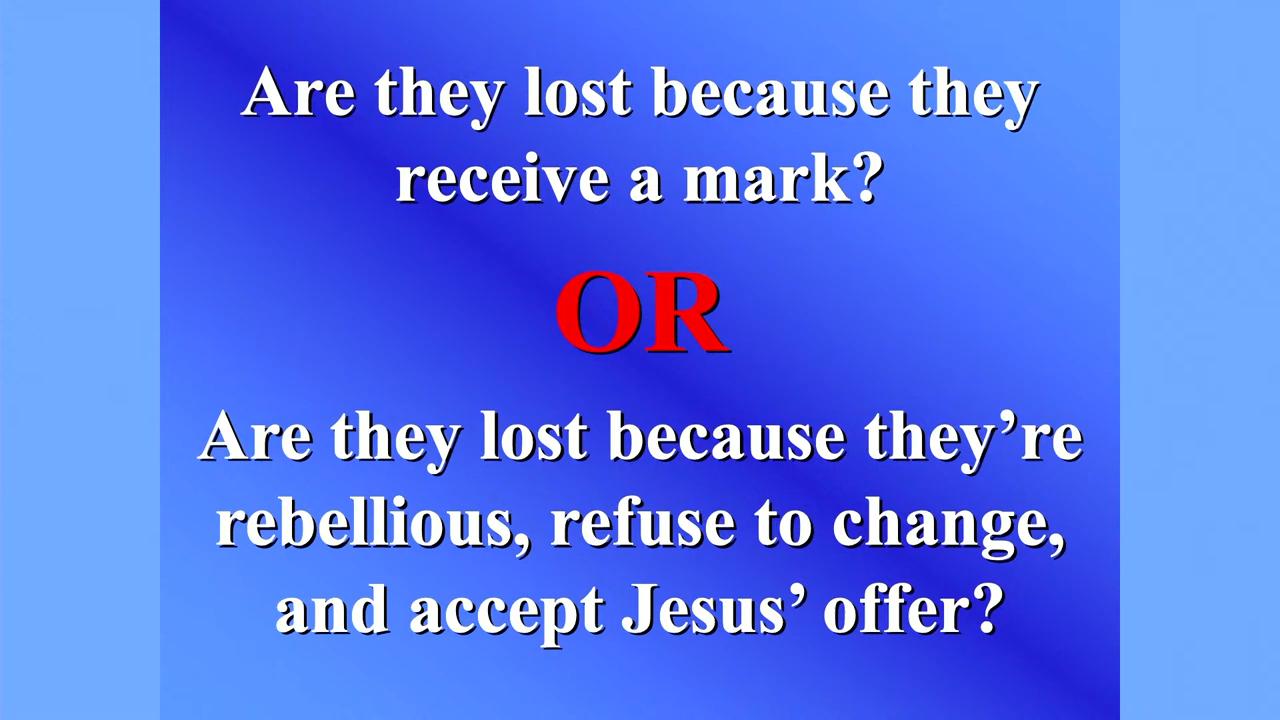 Are they lost because they
receive a mark?
OR
Are they lost because they’re
rebellious, refuse to change,
and accept Jesus’ offer?